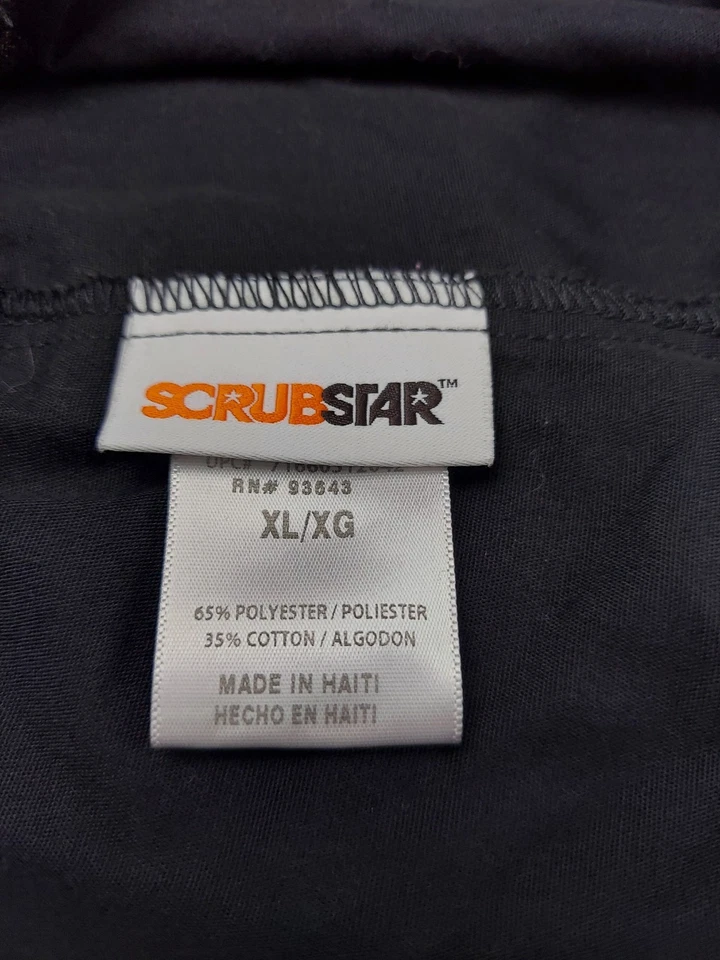 SCRUBSTAR™
RN# 93643
XL/XG
65% POLYESTER / POLIESTER
35% COTTON / ALGODON
MADE IN HAITI
HECHO EN HAITI